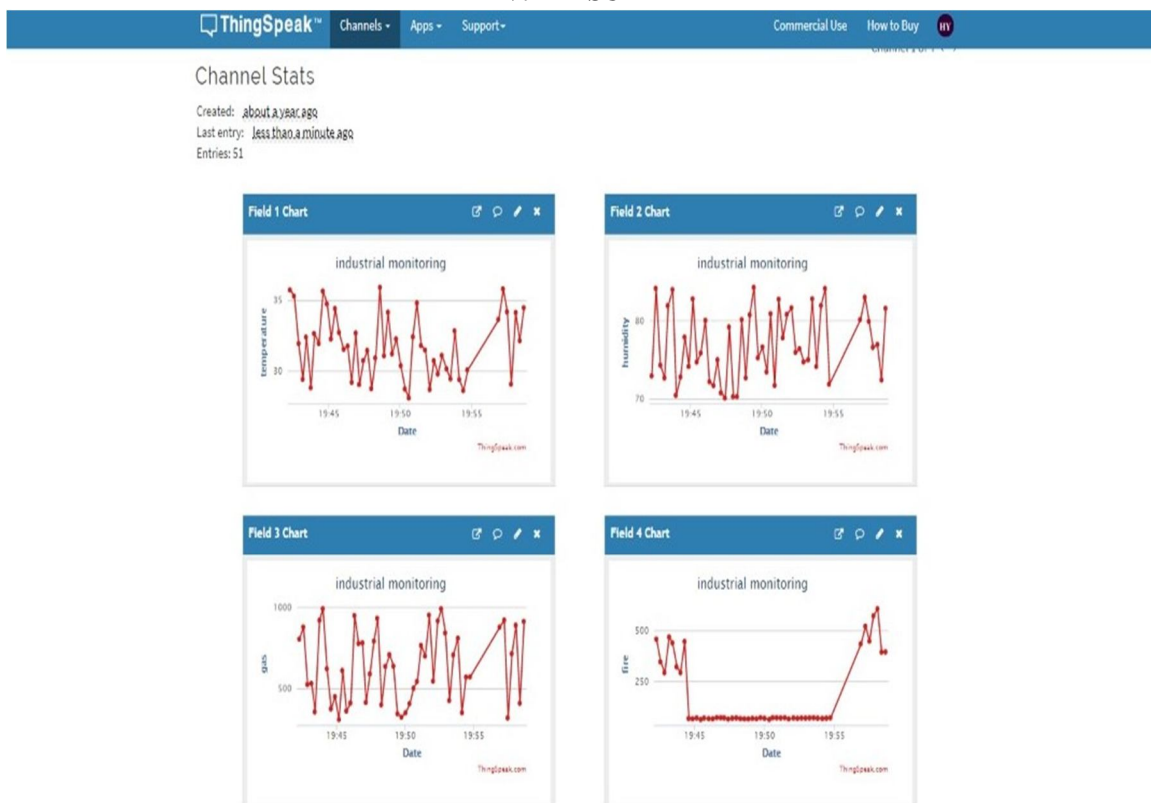 ThingSpeak™ Channels Apps Support Commercial Use How to Buy HY
Channel Stats
Created: about a year ago
Last entry: less than a minute ago
Entries: 51
Field 1 Chart
industrial monitoring
temperature
35
30
19:45 19:50 19:55
Date
ThingSpeak.com
Field 2 Chart
industrial monitoring
humidity
80
70
19:45 19:50 19:55
Date
ThingSpeak.com
Field 3 Chart
industrial monitoring
gas
1000
500
19:45 19:50 19:55
Date
ThingSpeak.com
Field 4 Chart
industrial monitoring
fire
500
250
19:45 19:50 19:55
Date
ThingSpeak.com